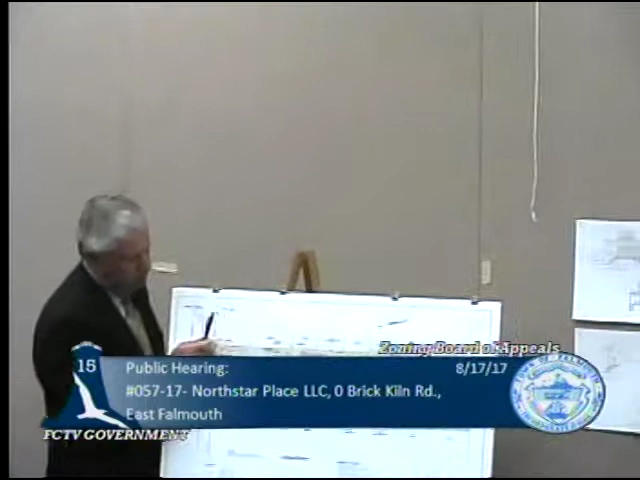 Zoning Board of Appeals
15
Public Hearing:
8/17/17
#057-17- Northstar Place LLC, 0 Brick Kiln Rd.,
East Falmouth
FCTV GOVERNMENT